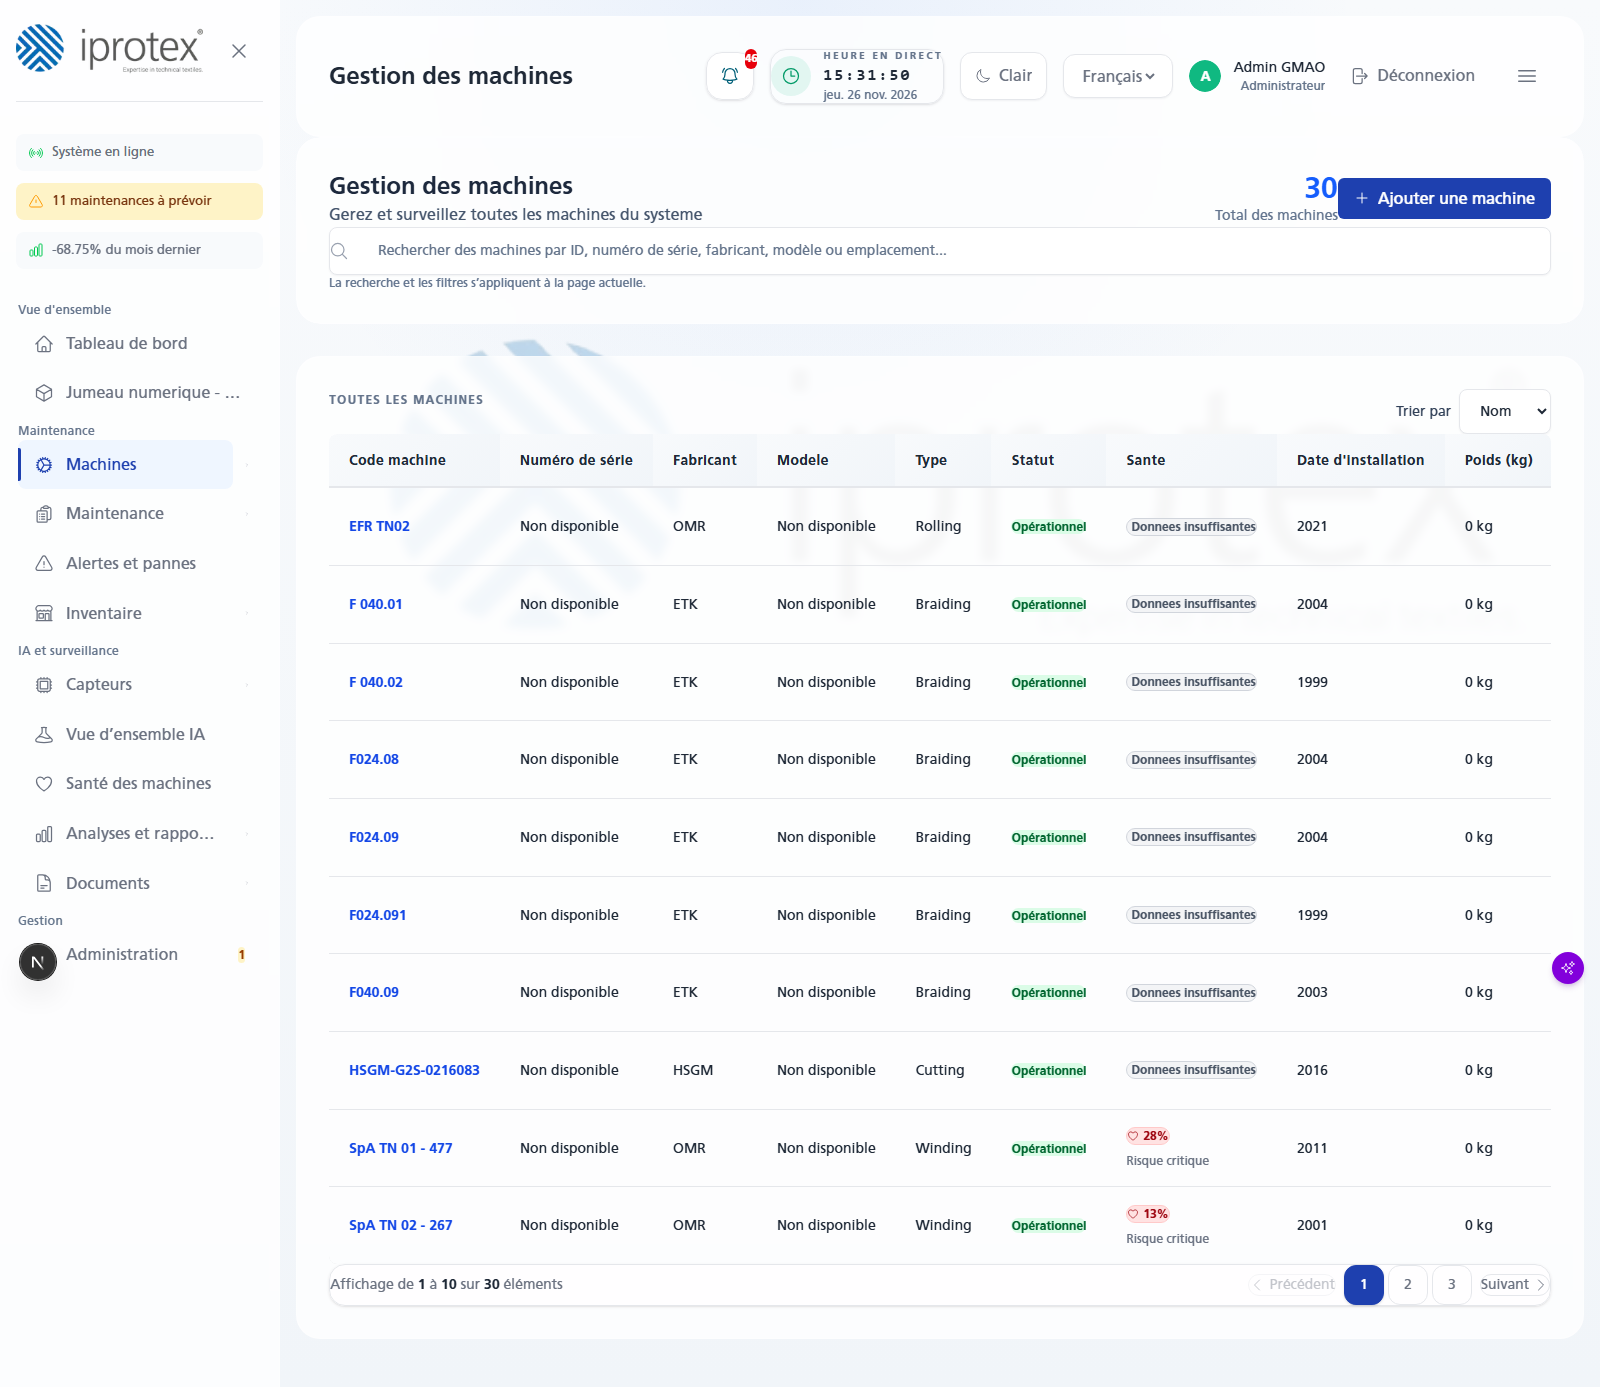 iprotex®
Expertise in technical textiles.
Système en ligne
11 maintenances à prévoir
-68.75% du mois dernier
Vue d'ensemble
Tableau de bord
Jumeau numerique - ...
Maintenance
Machines
Maintenance
Alertes et pannes
Inventaire
IA et surveillance
Capteurs
Vue d’ensemble IA
Santé des machines
Analyses et rappo...
Documents
Gestion
N
Administration 1
Gestion des machines
46
HEURE EN DIRECT
15:31:50
jeu. 26 nov. 2026
Clair
Français
A
Admin GMAO
Administrateur
Déconnexion
Gestion des machines
Gerez et surveillez toutes les machines du systeme
30
Total des machines
Ajouter une machine
Rechercher des machines par ID, numéro de série, fabricant, modèle ou emplacement...
La recherche et les filtres s’appliquent à la page actuelle.
TOUTES LES MACHINES
Trier par Nom
Code machine Numéro de série Fabricant Modele Type Statut Sante Date d'installation Poids (kg)
EFR TN02 Non disponible OMR Non disponible Rolling Opérationnel Donnees insuffisantes 2021 0 kg
F 040.01 Non disponible ETK Non disponible Braiding Opérationnel Donnees insuffisantes 2004 0 kg
F 040.02 Non disponible ETK Non disponible Braiding Opérationnel Donnees insuffisantes 1999 0 kg
F024.08 Non disponible ETK Non disponible Braiding Opérationnel Donnees insuffisantes 2004 0 kg
F024.09 Non disponible ETK Non disponible Braiding Opérationnel Donnees insuffisantes 2004 0 kg
F024.091 Non disponible ETK Non disponible Braiding Opérationnel Donnees insuffisantes 1999 0 kg
F040.09 Non disponible ETK Non disponible Braiding Opérationnel Donnees insuffisantes 2003 0 kg
HSGM-G2S-0216083 Non disponible HSGM Non disponible Cutting Opérationnel Donnees insuffisantes 2016 0 kg
SpA TN 01 - 477 Non disponible OMR Non disponible Winding Opérationnel 28% Risque critique 2011 0 kg
SpA TN 02 - 267 Non disponible OMR Non disponible Winding Opérationnel 13% Risque critique 2001 0 kg
Affichage de 1 à 10 sur 30 éléments
Précédent 1 2 3 Suivant
iprotex